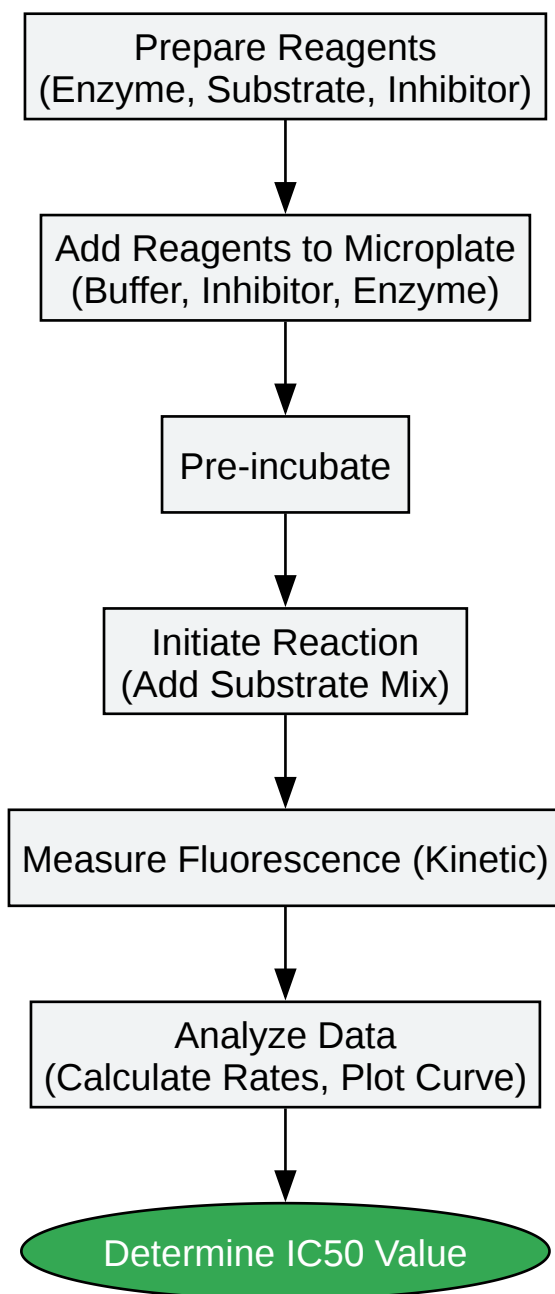 Prepare Reagents
(Enzyme, Substrate, Inhibitor)
Add Reagents to Microplate
(Buffer, Inhibitor, Enzyme)
Pre-incubate
Initiate Reaction
(Add Substrate Mix)
Measure Fluorescence (Kinetic)
Analyze Data
(Calculate Rates, Plot Curve)
Determine IC50 Value